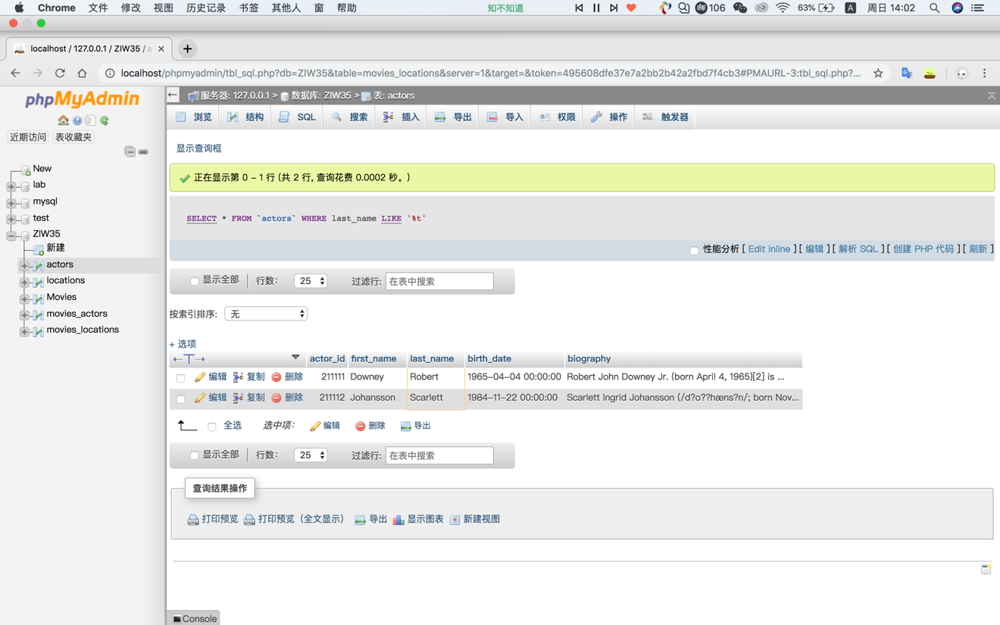 Chrome 文件 修改 视图 历史记录 书签 其他人 窗 帮助 知不知道 106 63% A 周日 14:02
localhost / 127.0.0.1 / ZIW35 / a
localhost/phpmyadmin/tbl_sql.php?db=ZIW35&table=movies_locations&server=1&target=&token=495608dfe37e7a2bb2b42a2fbd7f4cb3#PMAURL-3:tbl_sql.php?...
phpMyAdmin
近期访问 表收藏夹
New
lab
mysql
test
ZIW35
新建
actors
locations
Movies
movies_actors
movies_locations
服务器: 127.0.0.1 » 数据库: ZIW35 » 表: actors
浏览 结构 SQL 搜索 插入 导出 导入 权限 操作 触发器
显示查询框
正在显示第 0 - 1 行 (共 2 行, 查询花费 0.0002 秒。)
SELECT * FROM `actors` WHERE last_name LIKE '%t'
性能分析 [ Edit inline ] [ 编辑 ] [ 解析 SQL ] [ 创建 PHP 代码 ] [ 刷新 ]
显示全部 行数: 25 过滤行: 在表中搜索
按索引排序: 无
+ 选项
←T→ actor_id first_name last_name birth_date biography
编辑 复制 删除 211111 Downey Robert 1965-04-04 00:00:00 Robert John Downey Jr. (born April 4, 1965)[2] is ...
编辑 复制 删除 211112 Johansson Scarlett 1984-11-22 00:00:00 Scarlett Ingrid Johansson (/d?o??hæns?n/; born Nov...
全选 选中项: 编辑 删除 导出
显示全部 行数: 25 过滤行: 在表中搜索
查询结果操作
打印预览 打印预览（全文显示） 导出 显示图表 新建视图
Console